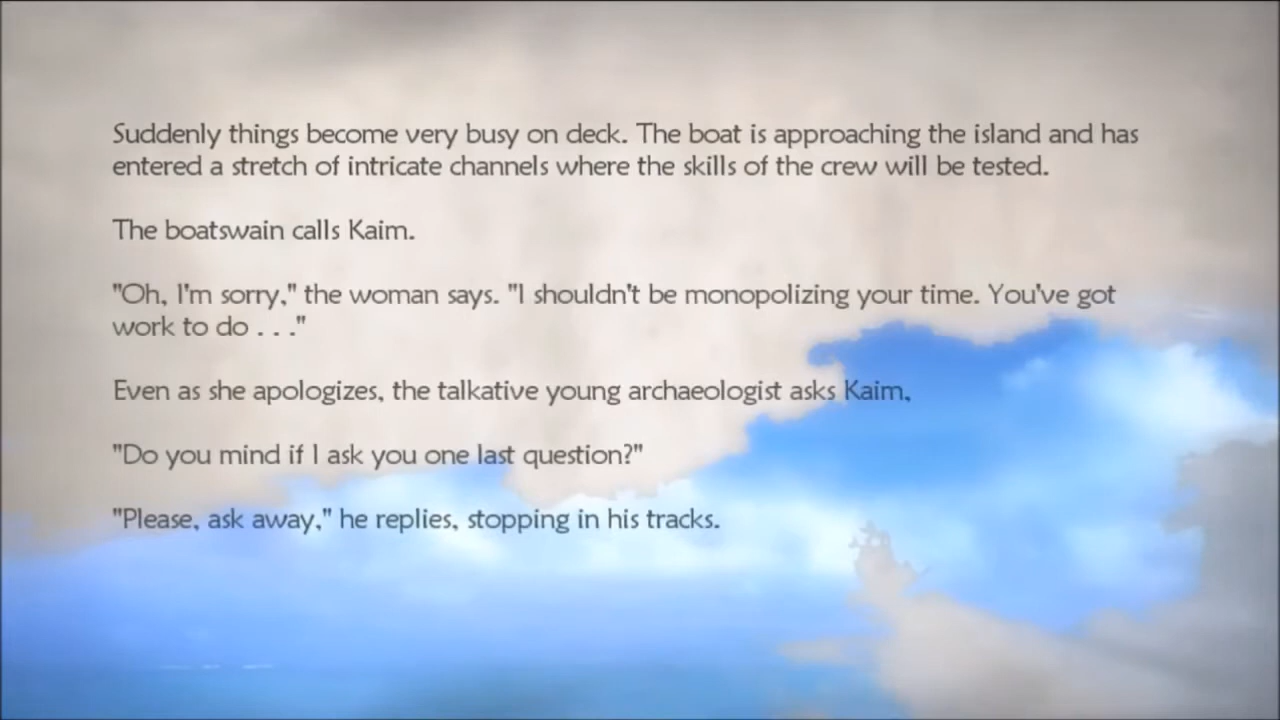 Suddenly things become very busy on deck. The boat is approaching the island and has
entered a stretch of intricate channels where the skills of the crew will be tested.
The boatswain calls Kaim.
"Oh, I'm sorry," the woman says. "I shouldn't be monopolizing your time. You've got
work to do . . ."
Even as she apologizes, the talkative young archaeologist asks Kaim,
"Do you mind if I ask you one last question?"
"Please, ask away," he replies, stopping in his tracks.